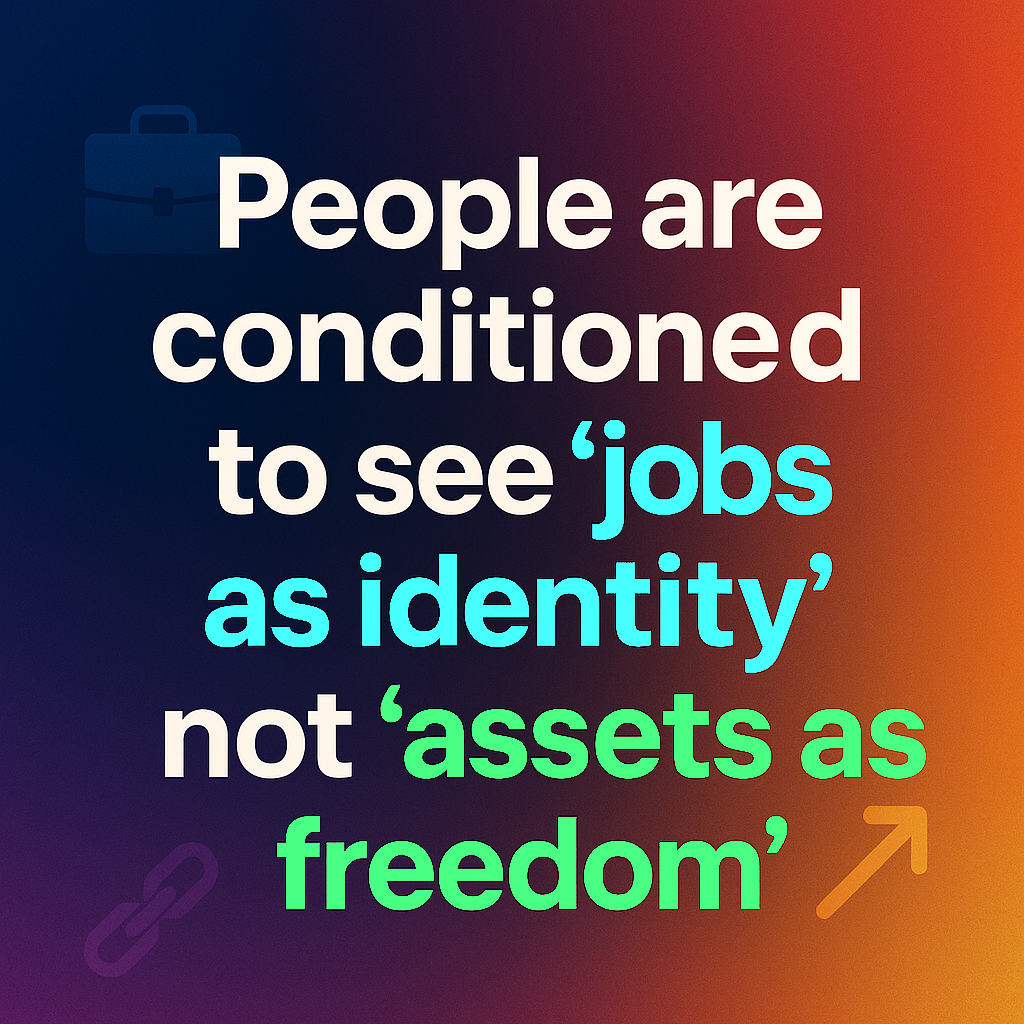 People are
conditioned
to see ‘jobs
as identity’
not ‘assets as
freedom’